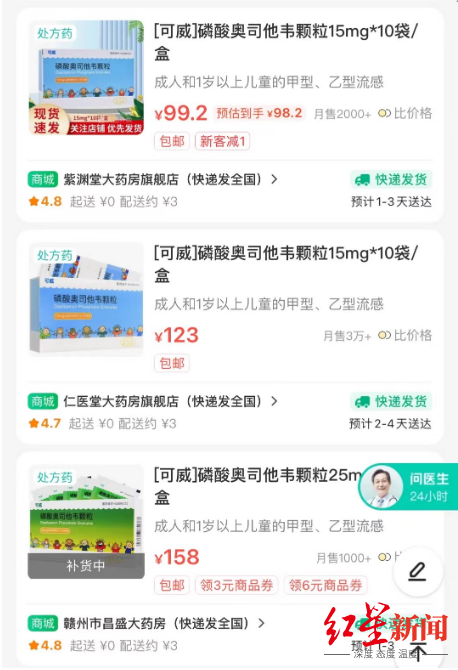 处方药
可威
磷酸奥司他韦颗粒
现货
速发
15mg*10袋/盒
关注店铺 优先发货
[可威]磷酸奥司他韦颗粒15mg*10袋/
盒
成人和1岁以上儿童的甲型、乙型流感
¥99.2 预估到手 ¥98.2 月售2000+ 比价格
包邮 新客减1
商城 紫渊堂大药房旗舰店（快递发全国） 快递发货
4.8 起送 ¥0 配送约 ¥3 预计1-3天送达
处方药
可威
磷酸奥司他韦颗粒
[可威]磷酸奥司他韦颗粒15mg*10袋/
盒
成人和1岁以上儿童的甲型、乙型流感
¥123 月售3万+ 比价格
包邮
商城 仁医堂大药房旗舰店（快递发全国） 快递发货
4.7 起送 ¥0 配送约 ¥3 预计2-4天送达
处方药
可威
磷酸奥司他韦颗粒
补货中
[可威]磷酸奥司他韦颗粒25m
盒
问医生
24小时
成人和1岁以上儿童的甲型、乙型流感
¥158 月售1000+ 比
包邮 领3元商品券 领6元商品券
商城 赣州市昌盛大药房（快递发全国）
4.8 起送 ¥0 配送约 ¥3 预计1-3
红星新闻
深度 态度 温度